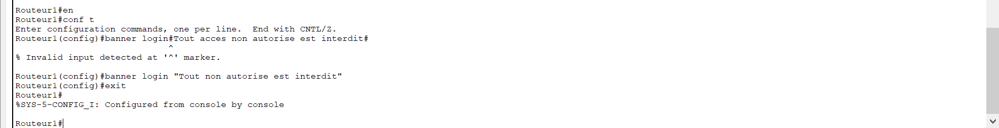 Routeur1#en
Routeur1#conf t
Enter configuration commands, one per line.  End with CNTL/Z.
Routeur1(config)#banner login#Tout acces non autorise est interdit#
                             ^
% Invalid input detected at '^' marker.

Routeur1(config)#banner login "Tout non autorise est interdit"
Routeur1(config)#exit
Routeur1#
%SYS-5-CONFIG_I: Configured from console by console

Routeur1#